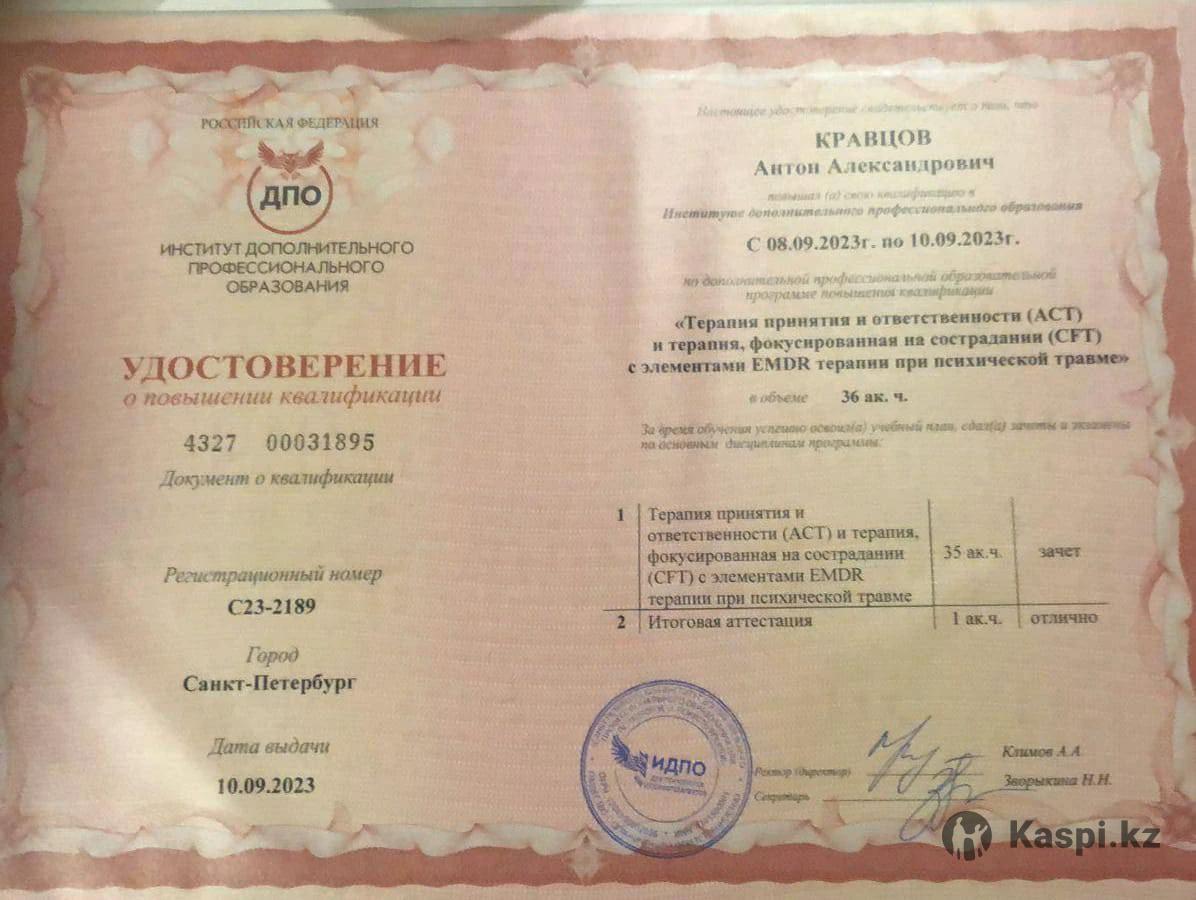 РОССИЙСКАЯ ФЕДЕРАЦИЯ
ДПО
ИНСТИТУТ ДОПОЛНИТЕЛЬНОГО
ПРОФЕССИОНАЛЬНОГО
ОБРАЗОВАНИЯ
УДОСТОВЕРЕНИЕ
о повышении квалификации
4327 00031895
Документ о квалификации
Регистрационный номер
С23-2189
Город
Санкт-Петербург
Дата выдачи
10.09.2023
Настоящее удостоверение свидетельствует о том, что
КРАВЦОВ
Антон Александрович
повышал (а) свою квалификацию в
Институте дополнительного профессионального образования
С 08.09.2023г. по 10.09.2023г.
по дополнительной профессиональной образовательной
программе повышения квалификации
«Терапия принятия и ответственности (ACT)
и терапия, фокусированная на сострадании (CFT)
с элементами EMDR терапии при психической травме»
в объеме 36 ак. ч.
За время обучения успешно освоил(а) учебный план, сдал(а) зачеты и экзамены
по основным дисциплинам программы:
1 Терапия принятия и
ответственности (ACT) и терапия,
фокусированная на сострадании 35 ак.ч. зачет
(CFT) с элементами EMDR
терапии при психической травме
2 Итоговая аттестация 1 ак.ч. отлично
ИДПО
Ректор (директор) Климов А.А.
Секретарь Зворыкина Н.Н.
Kaspi.kz